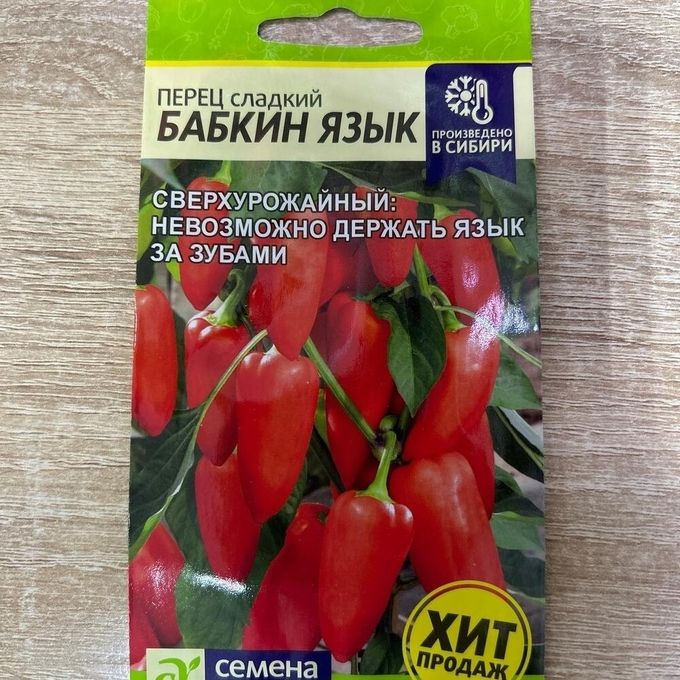 ПЕРЕЦ сладкий
БАБКИН ЯЗЫК
ПРОИЗВЕДЕНО
В СИБИРИ
СВЕРХУРОЖАЙНЫЙ:
НЕВОЗМОЖНО ДЕРЖАТЬ ЯЗЫК
ЗА ЗУБАМИ
ХИТ
ПРОДАЖ
семена